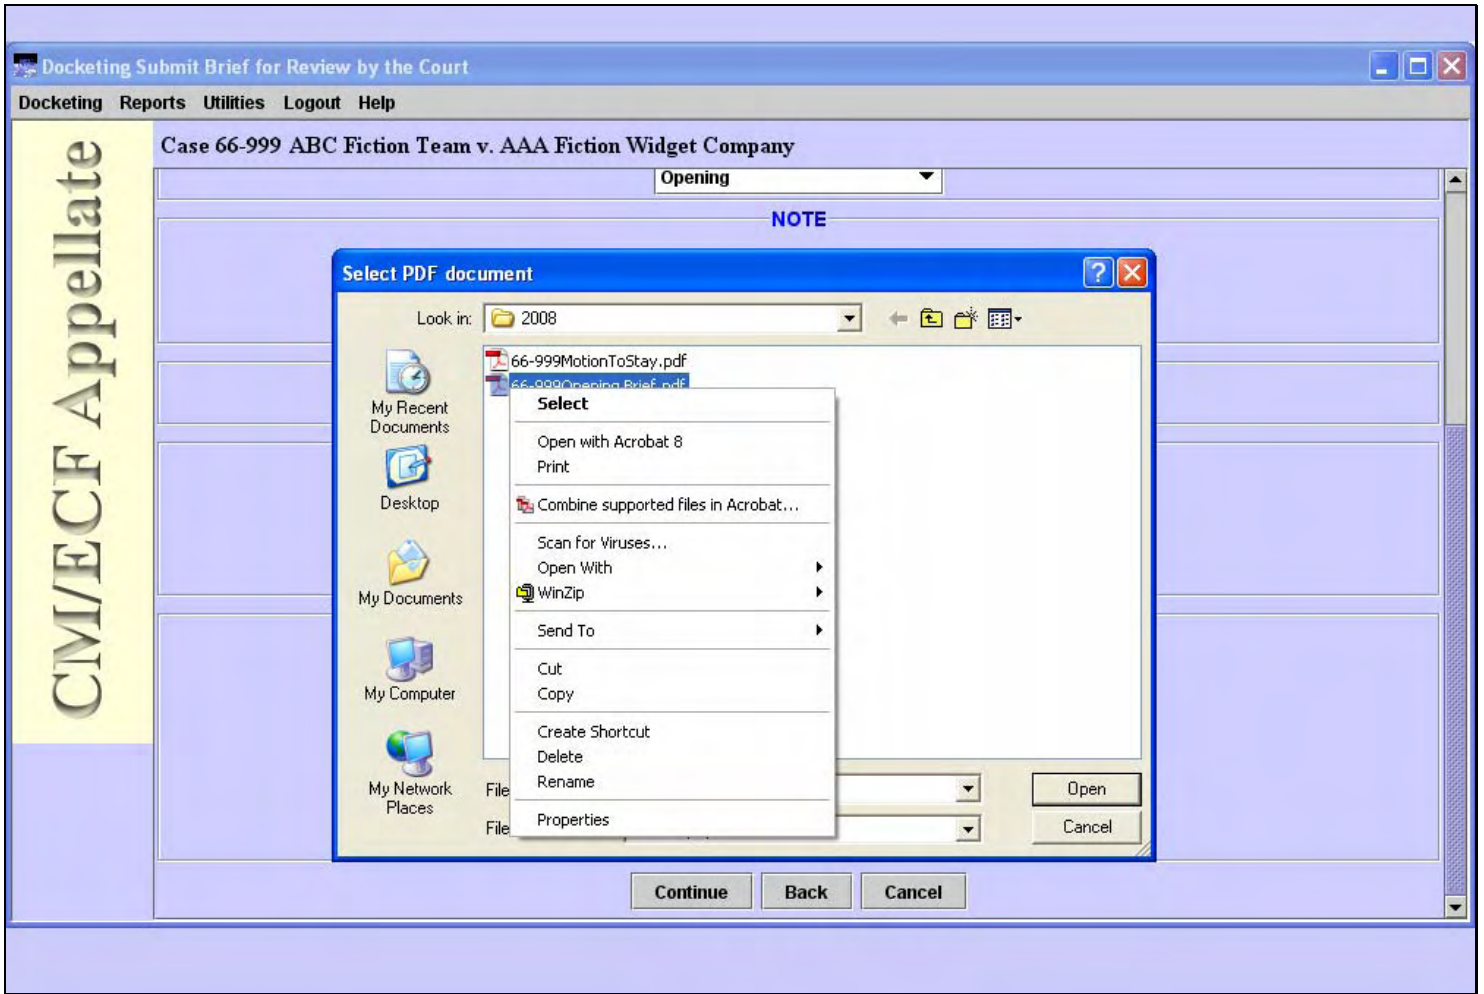 Docketing Submit Brief for Review by the Court
Docketing Reports Utilities Logout Help
CM/ECF Appellate
Case 66-999 ABC Fiction Team v. AAA Fiction Widget Company
Opening
NOTE
Select PDF document
Look in: 2008
My Recent
Documents
Desktop
My Documents
My Computer
My Network
Places
66-999MotionToStay.pdf
66-999Opening Brief.pdf
Select
Open with Acrobat 8
Print
Combine supported files in Acrobat...
Scan for Viruses...
Open With
WinZip
Send To
Cut
Copy
Create Shortcut
Delete
Rename
Properties
File
Open
File
Cancel
Continue Back Cancel